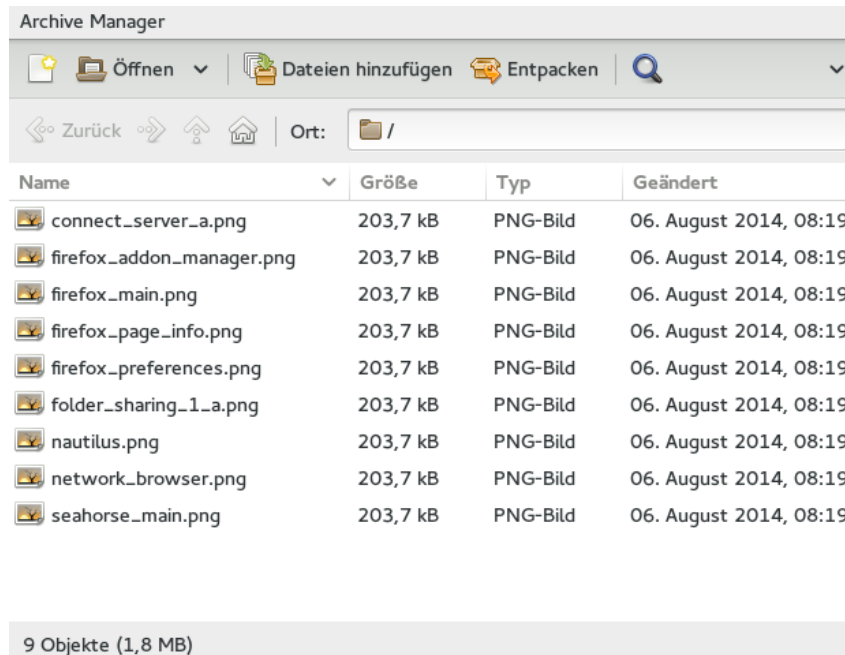 Archive Manager
Öffnen Dateien hinzufügen Entpacken
Zurück Ort: /
Name Größe Typ Geändert
connect_server_a.png 203,7 kB PNG-Bild 06. August 2014, 08:19
firefox_addon_manager.png 203,7 kB PNG-Bild 06. August 2014, 08:19
firefox_main.png 203,7 kB PNG-Bild 06. August 2014, 08:19
firefox_page_info.png 203,7 kB PNG-Bild 06. August 2014, 08:19
firefox_preferences.png 203,7 kB PNG-Bild 06. August 2014, 08:19
folder_sharing_1_a.png 203,7 kB PNG-Bild 06. August 2014, 08:19
nautilus.png 203,7 kB PNG-Bild 06. August 2014, 08:19
network_browser.png 203,7 kB PNG-Bild 06. August 2014, 08:19
seahorse_main.png 203,7 kB PNG-Bild 06. August 2014, 08:19
9 Objekte (1,8 MB)